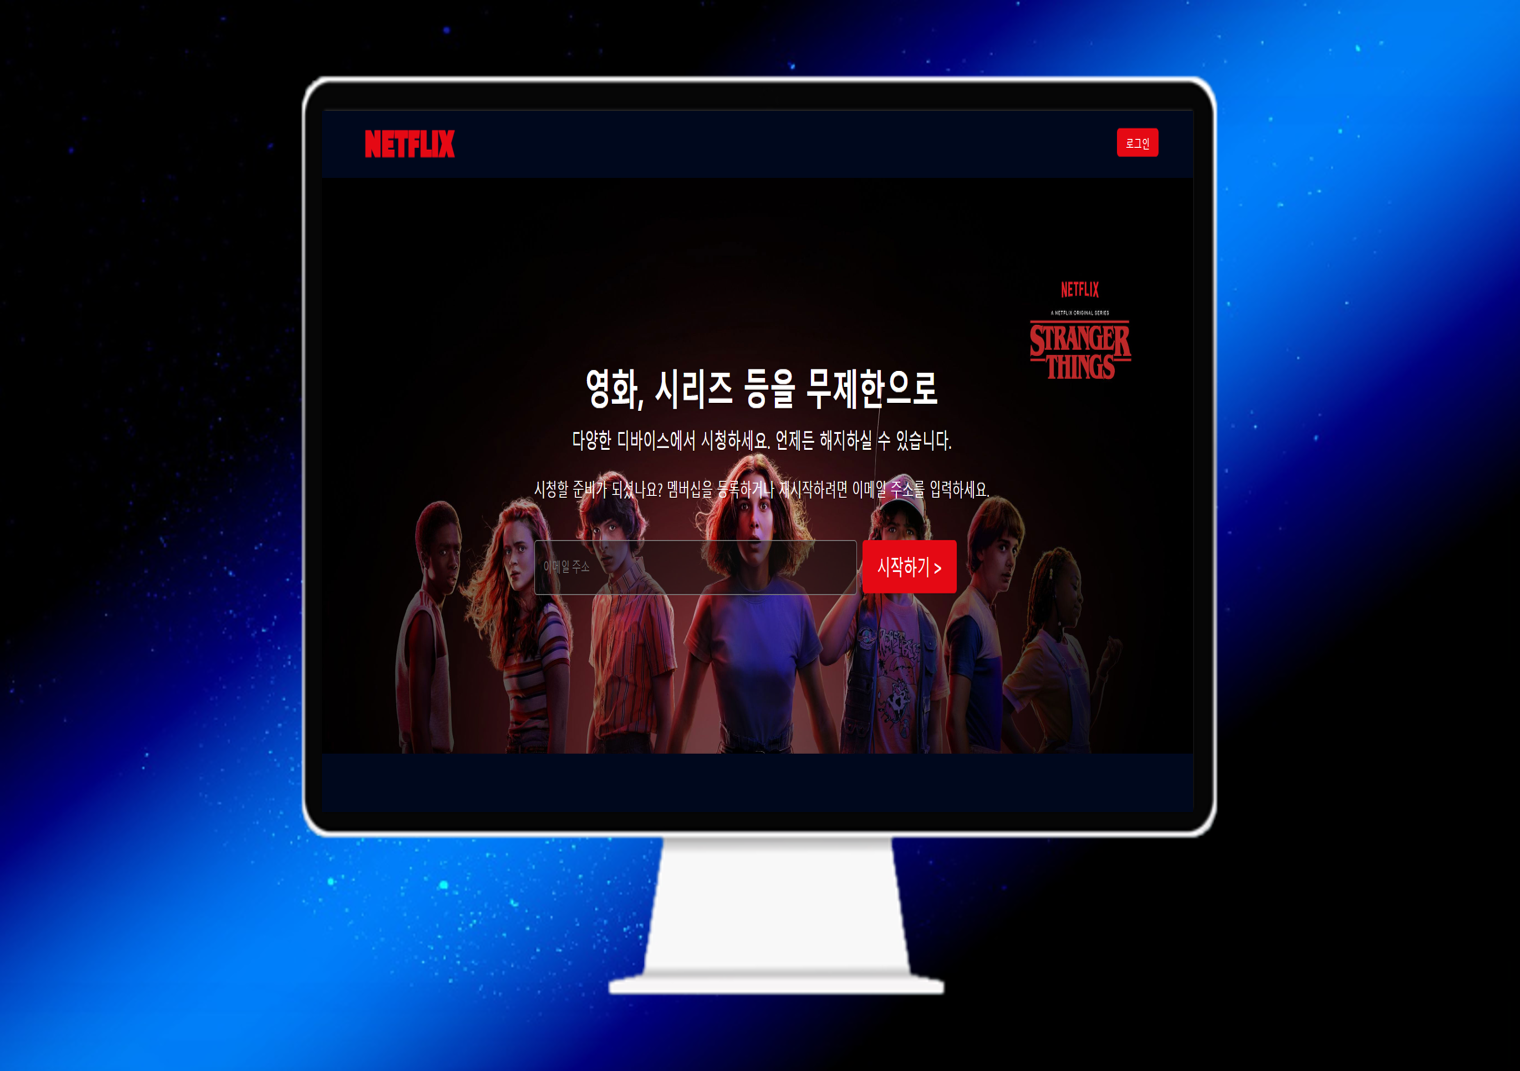 NETFLIX
로그인
NETFLIX
A NETFLIX ORIGINAL SERIES
STRANGER
THINGS
영화, 시리즈 등을 무제한으로
다양한 디바이스에서 시청하세요. 언제든 해지하실 수 있습니다.
시청할 준비가 되셨나요? 멤버십을 등록하거나 재시작하려면 이메일 주소를 입력하세요.
이메일 주소
시작하기 >